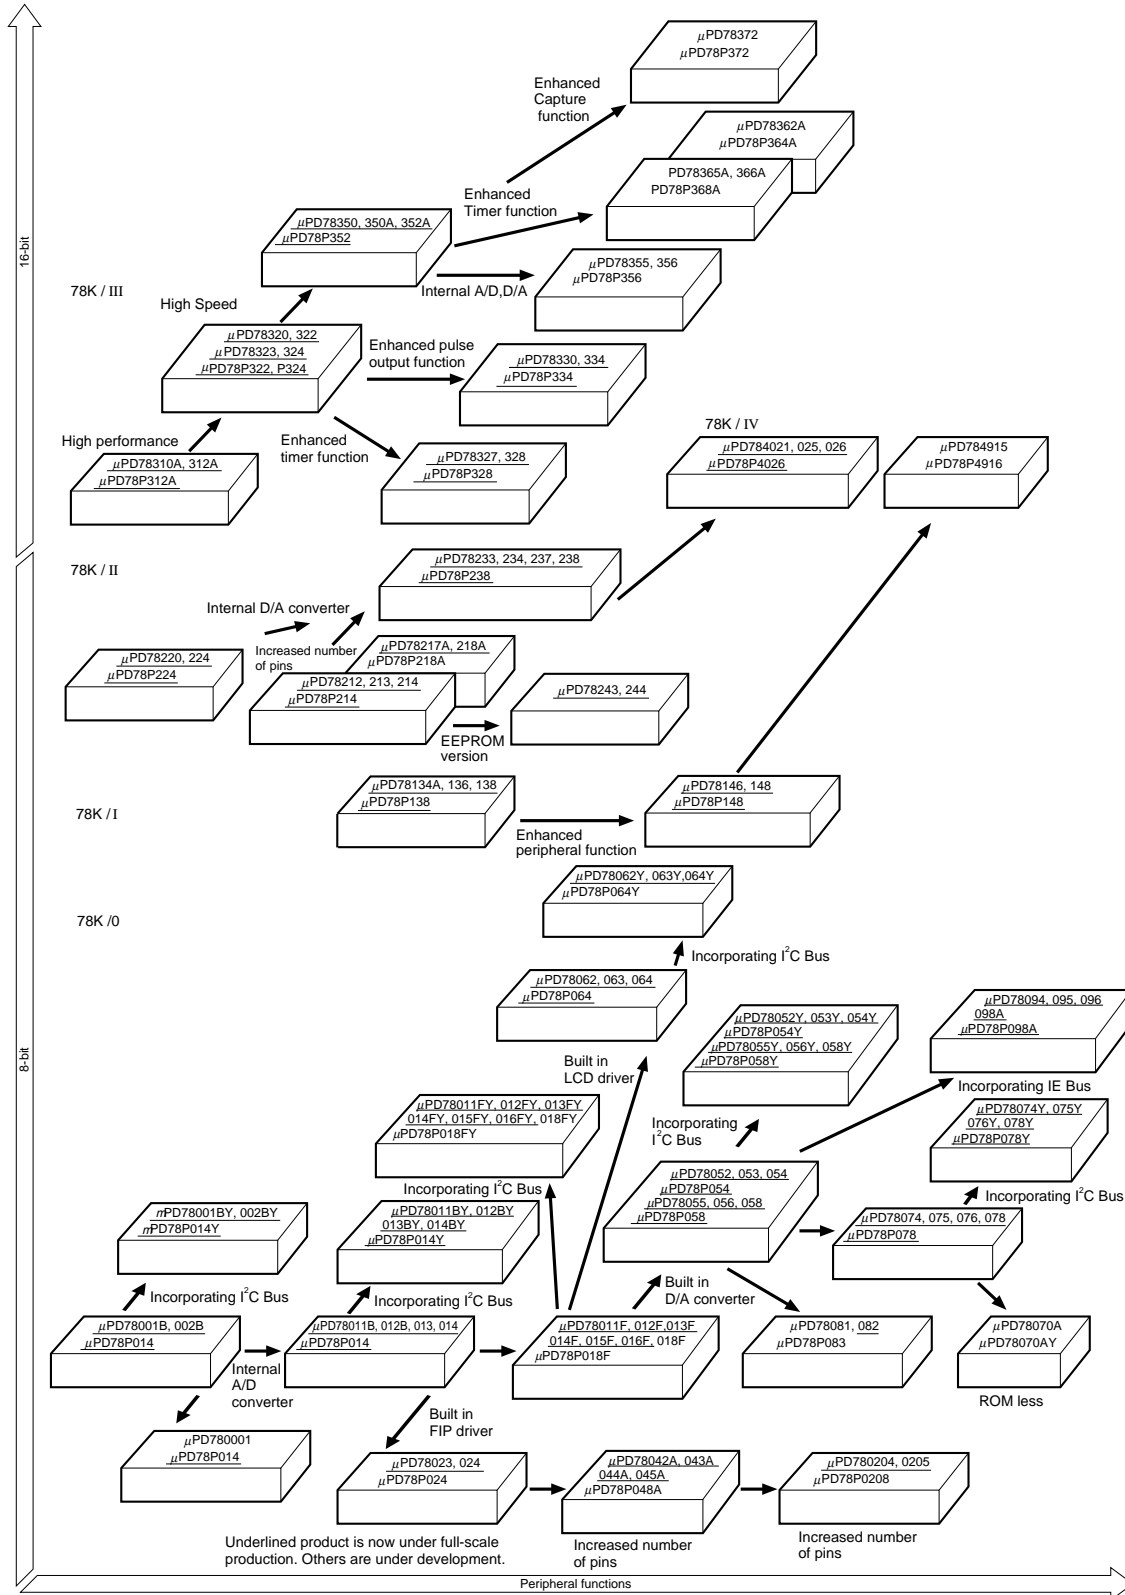 μPD78372
μPD78P372
Enhanced
Capture
function
μPD78362A
μPD78P364A
PD78365A, 366A
PD78P368A
Enhanced
Timer function
μPD78350, 350A, 352A
μPD78P352
16-bit
μPD78355, 356
μPD78P356
78K / III
Internal A/D,D/A
High Speed
μPD78320, 322
μPD78323, 324
μPD78P322, P324
Enhanced pulse
output function
μPD78330, 334
μPD78P334
78K / IV
High performance
Enhanced
timer function
μPD78310A, 312A
μPD78P312A
μPD78327, 328
μPD78P328
μPD784021, 025, 026
μPD78P4026
μPD784915
μPD78P4916
78K / II
μPD78233, 234, 237, 238
μPD78P238
Internal D/A converter
Increased number
of pins
μPD78217A, 218A
μPD78P218A
μPD78220, 224
μPD78P224
μPD78212, 213, 214
μPD78P214
μPD78243, 244
EEPROM
version
μPD78134A, 136, 138
μPD78P138
μPD78146, 148
μPD78P148
78K / I
Enhanced
peripheral function
μPD78062Y, 063Y,064Y
μPD78P064Y
78K /0
Incorporating I²C Bus
μPD78062, 063, 064
μPD78P064
μPD78052Y, 053Y, 054Y
μPD78P054Y
μPD78055Y, 056Y, 058Y
μPD78P058Y
μPD78094, 095, 096
098A
μPD78P098A
8-bit
Built in
LCD driver
Incorporating IE Bus
μPD78011FY, 012FY, 013FY
014FY, 015FY, 016FY, 018FY
μPD78P018FY
Incorporating
I²C Bus
μPD78074Y, 075Y
076Y, 078Y
μPD78P078Y
Incorporating I²C Bus
μPD78052, 053, 054
μPD78P054
μPD78055, 056, 058
μPD78P058
Incorporating I²C Bus
mPD78001BY, 002BY
mPD78P014Y
μPD78011BY, 012BY
013BY, 014BY
μPD78P014Y
μPD78074, 075, 076, 078
μPD78P078
Incorporating I²C Bus
Incorporating I²C Bus
Built in
D/A converter
μPD78001B, 002B
μPD78P014
μPD78011B, 012B, 013, 014
μPD78P014
μPD78011F, 012F,013F
014F, 015F, 016F, 018F
μPD78P018F
μPD78081, 082
μPD78P083
μPD78070A
μPD78070AY
Internal
A/D
converter
ROM less
Built in
FIP driver
μPD780001
μPD78P014
μPD78023, 024
μPD78P024
μPD78042A, 043A
044A, 045A
μPD78P048A
μPD780204, 0205
μPD78P0208
Underlined product is now under full-scale
production. Others are under development.
Increased number
of pins
Increased number
of pins
Peripheral functions